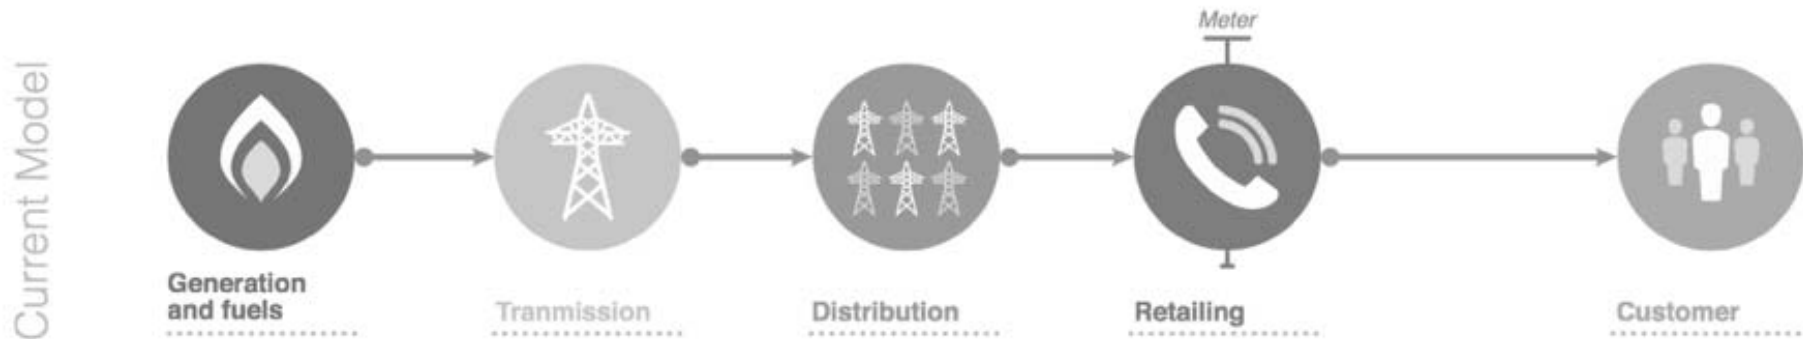 Current Model
Meter
Generation
and fuels
Tranmission
Distribution
Retailing
Customer